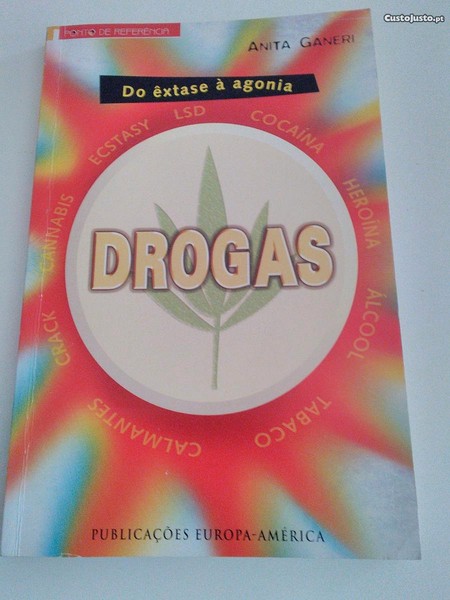 CustoJusto.pt
PONTO DE REFERÊNCIA
ANITA GANERI
Do êxtase à agonia
CRACK
CANNABIS
ECSTASY
LSD
COCAÍNA
HEROÍNA
ÁLCOOL
TABACO
CALMANTES
DROGAS
PUBLICAÇÕES EUROPA-AMÉRICA